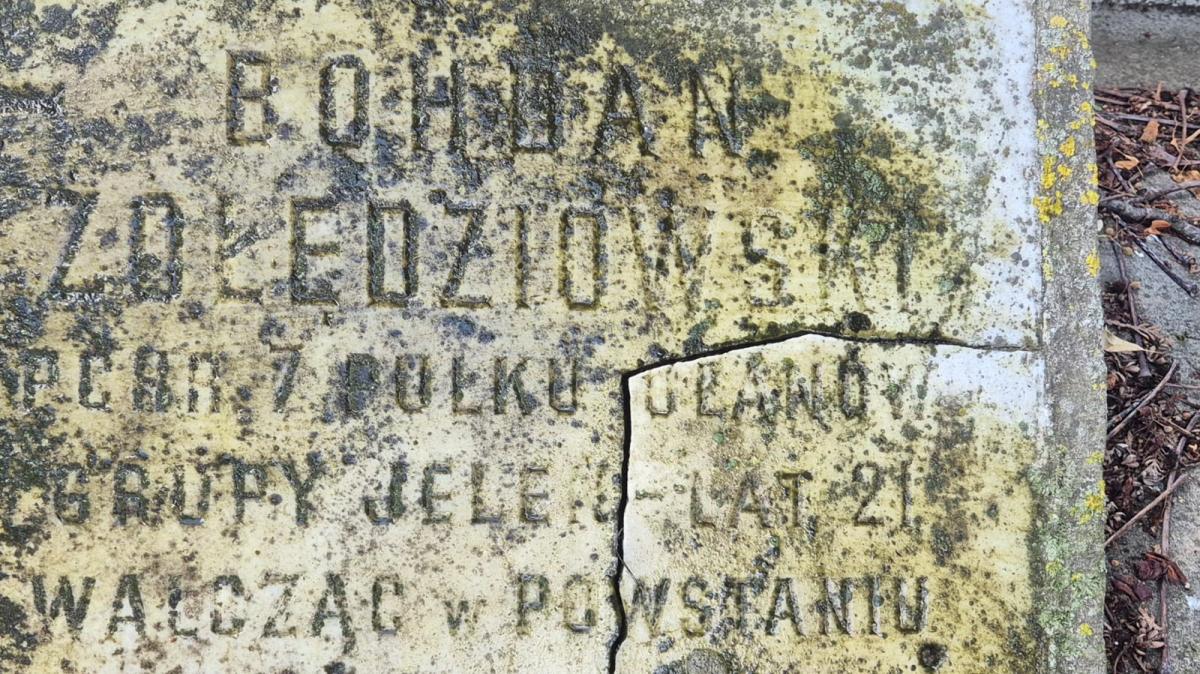 BOHDAN
ZDŁĘDZIOWSKI
PCHR. 7 PUŁKU UŁANÓW
GRUPY JELEŃ - LAT 21
WALCZĄC w POWSTANIU